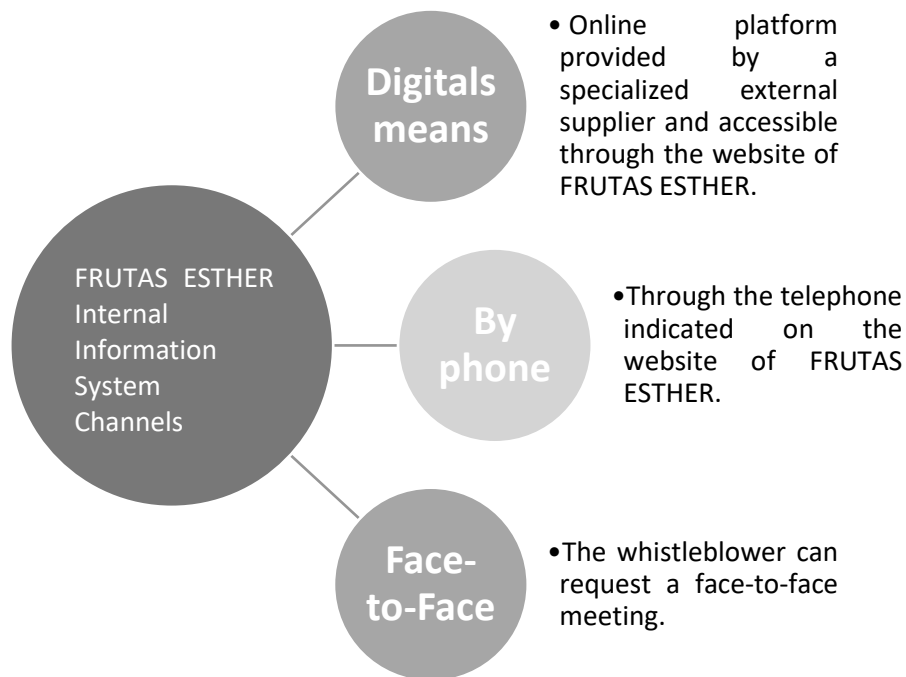 FRUTAS ESTHER
Internal
Information
System
Channels
Digitals
means
• Online platform
provided by a
specialized external
supplier and accessible
through the website of
FRUTAS ESTHER.
By
phone
•Through the telephone
indicated on the
website of FRUTAS
ESTHER.
Face-
to-Face
•The whistleblower can
request a face-to-face
meeting.